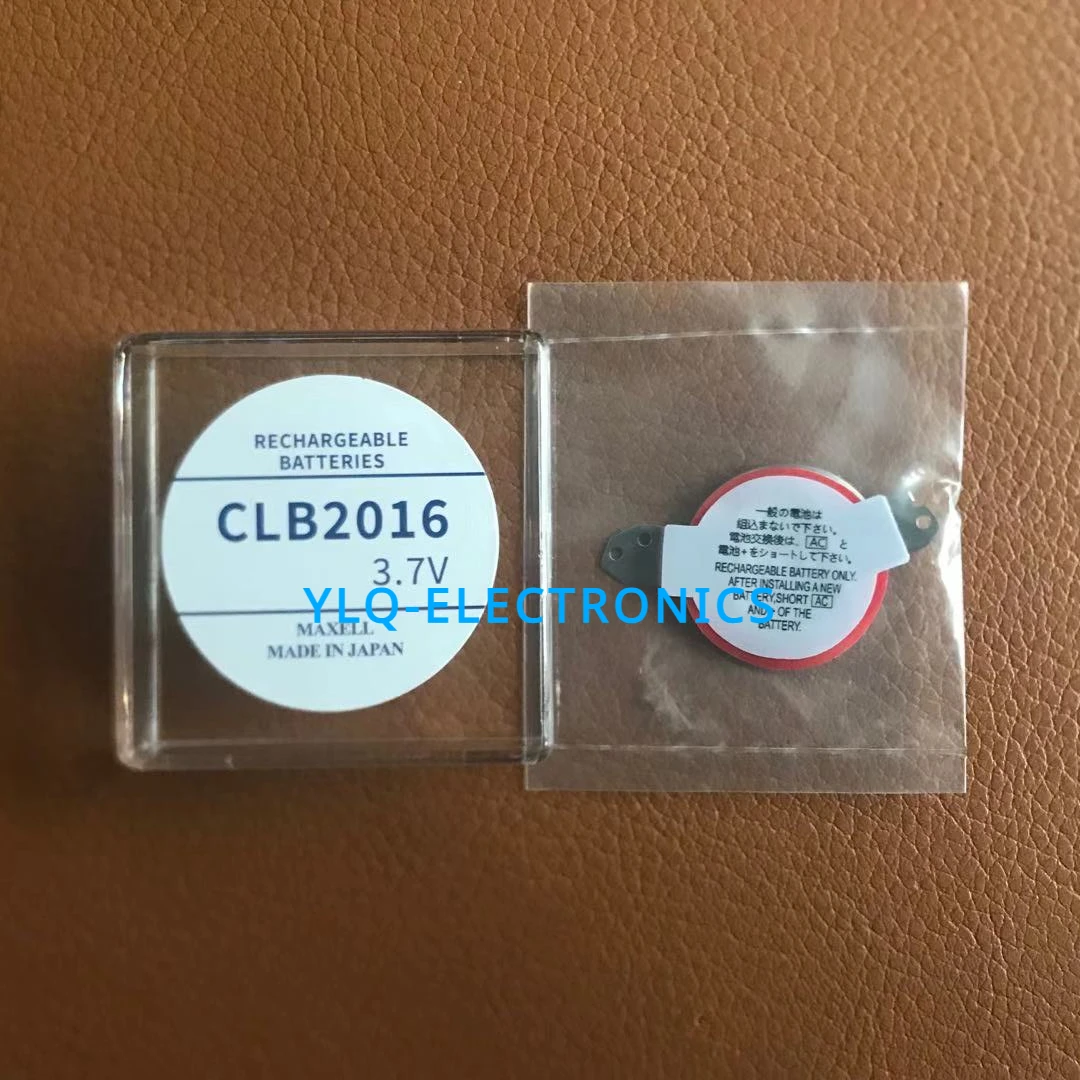 RECHARGEABLE
BATTERIES
CLB2016
3.7V
MAXELL
MADE IN JAPAN
一般の電池は
組込まないで下さい。
電池交換後は、AC と
電池+をショートして下さい。
RECHARGEABLE BATTERY ONLY.
AFTER INSTALLING A NEW
BATTERY,SHORT AC
AND + OF THE
BATTERY.
YLQ-ELECTRONICS